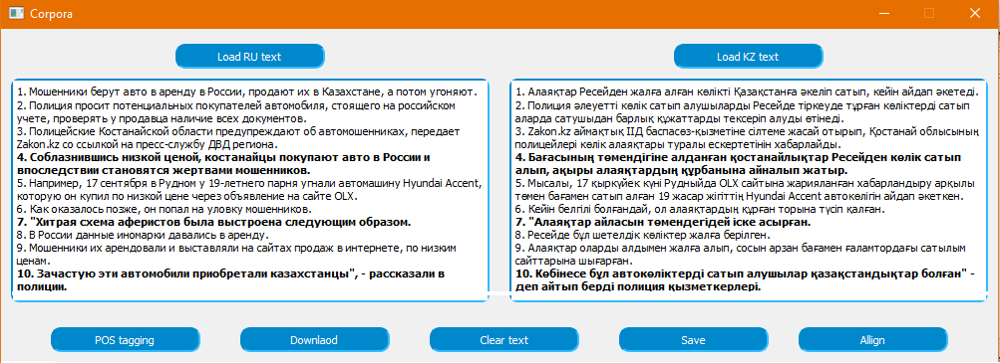 Corpora
Load RU text
Load KZ text
1. Мошенники берут авто в аренду в России, продают их в Казахстане, а потом угоняют.
2. Полиция просит потенциальных покупателей автомобиля, стоящего на российском
учете, проверять у продавца наличие всех документов.
3. Полицейские Костанайской области предупреждают об автомошенниках, передает
Zakon.kz со ссылкой на пресс-службу ДВД региона.
4. Соблазнившись низкой ценой, костанайцы покупают авто в России и
впоследствии становятся жертвами мошенников.
5. Например, 17 сентября в Рудном у 19-летнего парня угнали автомашину Hyundai Accent,
которую он купил по низкой цене через объявление на сайте OLX.
6. Как оказалось позже, он попал на уловку мошенников.
7. "Хитрая схема аферистов была выстроена следующим образом.
8. В России данные иномарки давались в аренду.
9. Мошенники их арендовали и выставляли на сайтах продаж в интернете, по низким
ценам.
10. Зачастую эти автомобили приобретали казахстанцы", - рассказали в
полиции.
1. Алаяқтар Ресейден жалға алған көлікті Қазақстанға әкеліп сатып, кейін айдап әкетеді.
2. Полиция әлеуетті көлік сатып алушыларды Ресейде тіркеуде тұрған көліктерді сатып
аларда сатушыдан барлық құжаттарды тексеріп алуды өтінеді.
3. Zakon.kz аймақтық ІІД баспасөз-қызметіне сілтеме жасай отырып, Қостанай облысының
полицейлері көлік алаяқтары туралы ескертетінін хабарлайды.
4. Бағасының төмендігіне алданған қостанайлықтар Ресейден көлік сатып
алып, ақыры алаяқтардың құрбанына айналып жатыр.
5. Мысалы, 17 қыркүйек күні Рудныйда OLX сайтына жарияланған хабарландыру арқылы
төмен бағамен сатып алған 19 жасар жігіттің Hyundai Accent автокөлігін айдап әкеткен.
6. Кейін белгілі болғандай, ол алаяқтардың құрған торына түсіп қалған.
7. "Алаяқтар айласын төмендегідей іске асырған.
8. Ресейде бұл шетелдік көліктер жалға берілген.
9. Алаяқтар оларды алдымен жалға алып, сосын арзан бағамен ғаламтордағы сатылым
сайттарына шығарған.
10. Көбінесе бұл автокөліктерді сатып алушылар қазақстандықтар болған" -
деп айтып берді полиция қызметкерлері.
POS tagging
Downlaod
Clear text
Save
Allign